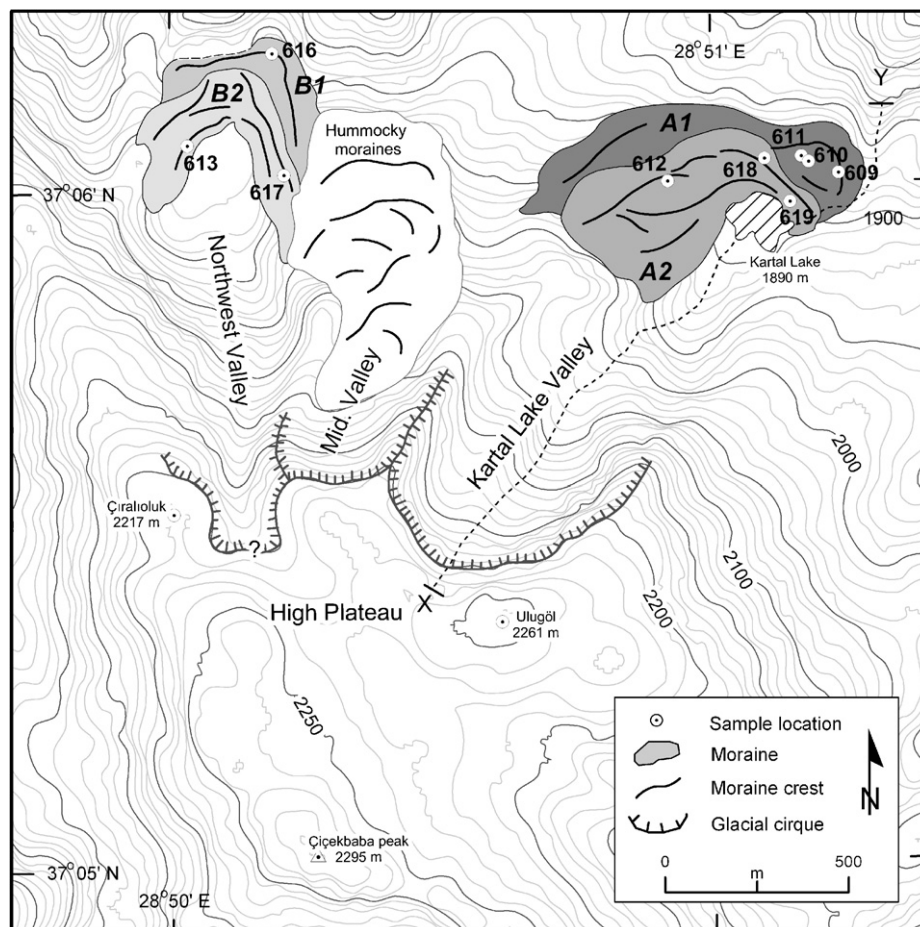 28°51' E
616
B1
B2
Y
Hummocky
moraines
A1
611
610
609
612
618
613
617
37°06' N
619
1900
Kartal Lake
1890 m
A2
Northwest Valley
Mid. Valley
Kartal Lake Valley
2000
Çıralıoluk
2217 m
?
2100
2200
X
High Plateau
Ulugöl
2261 m
2250
Sample location
Moraine
Moraine crest
Glacial cirque
N
0
500
m
Çiçekbaba peak
2295 m
37°05' N
28°50' E